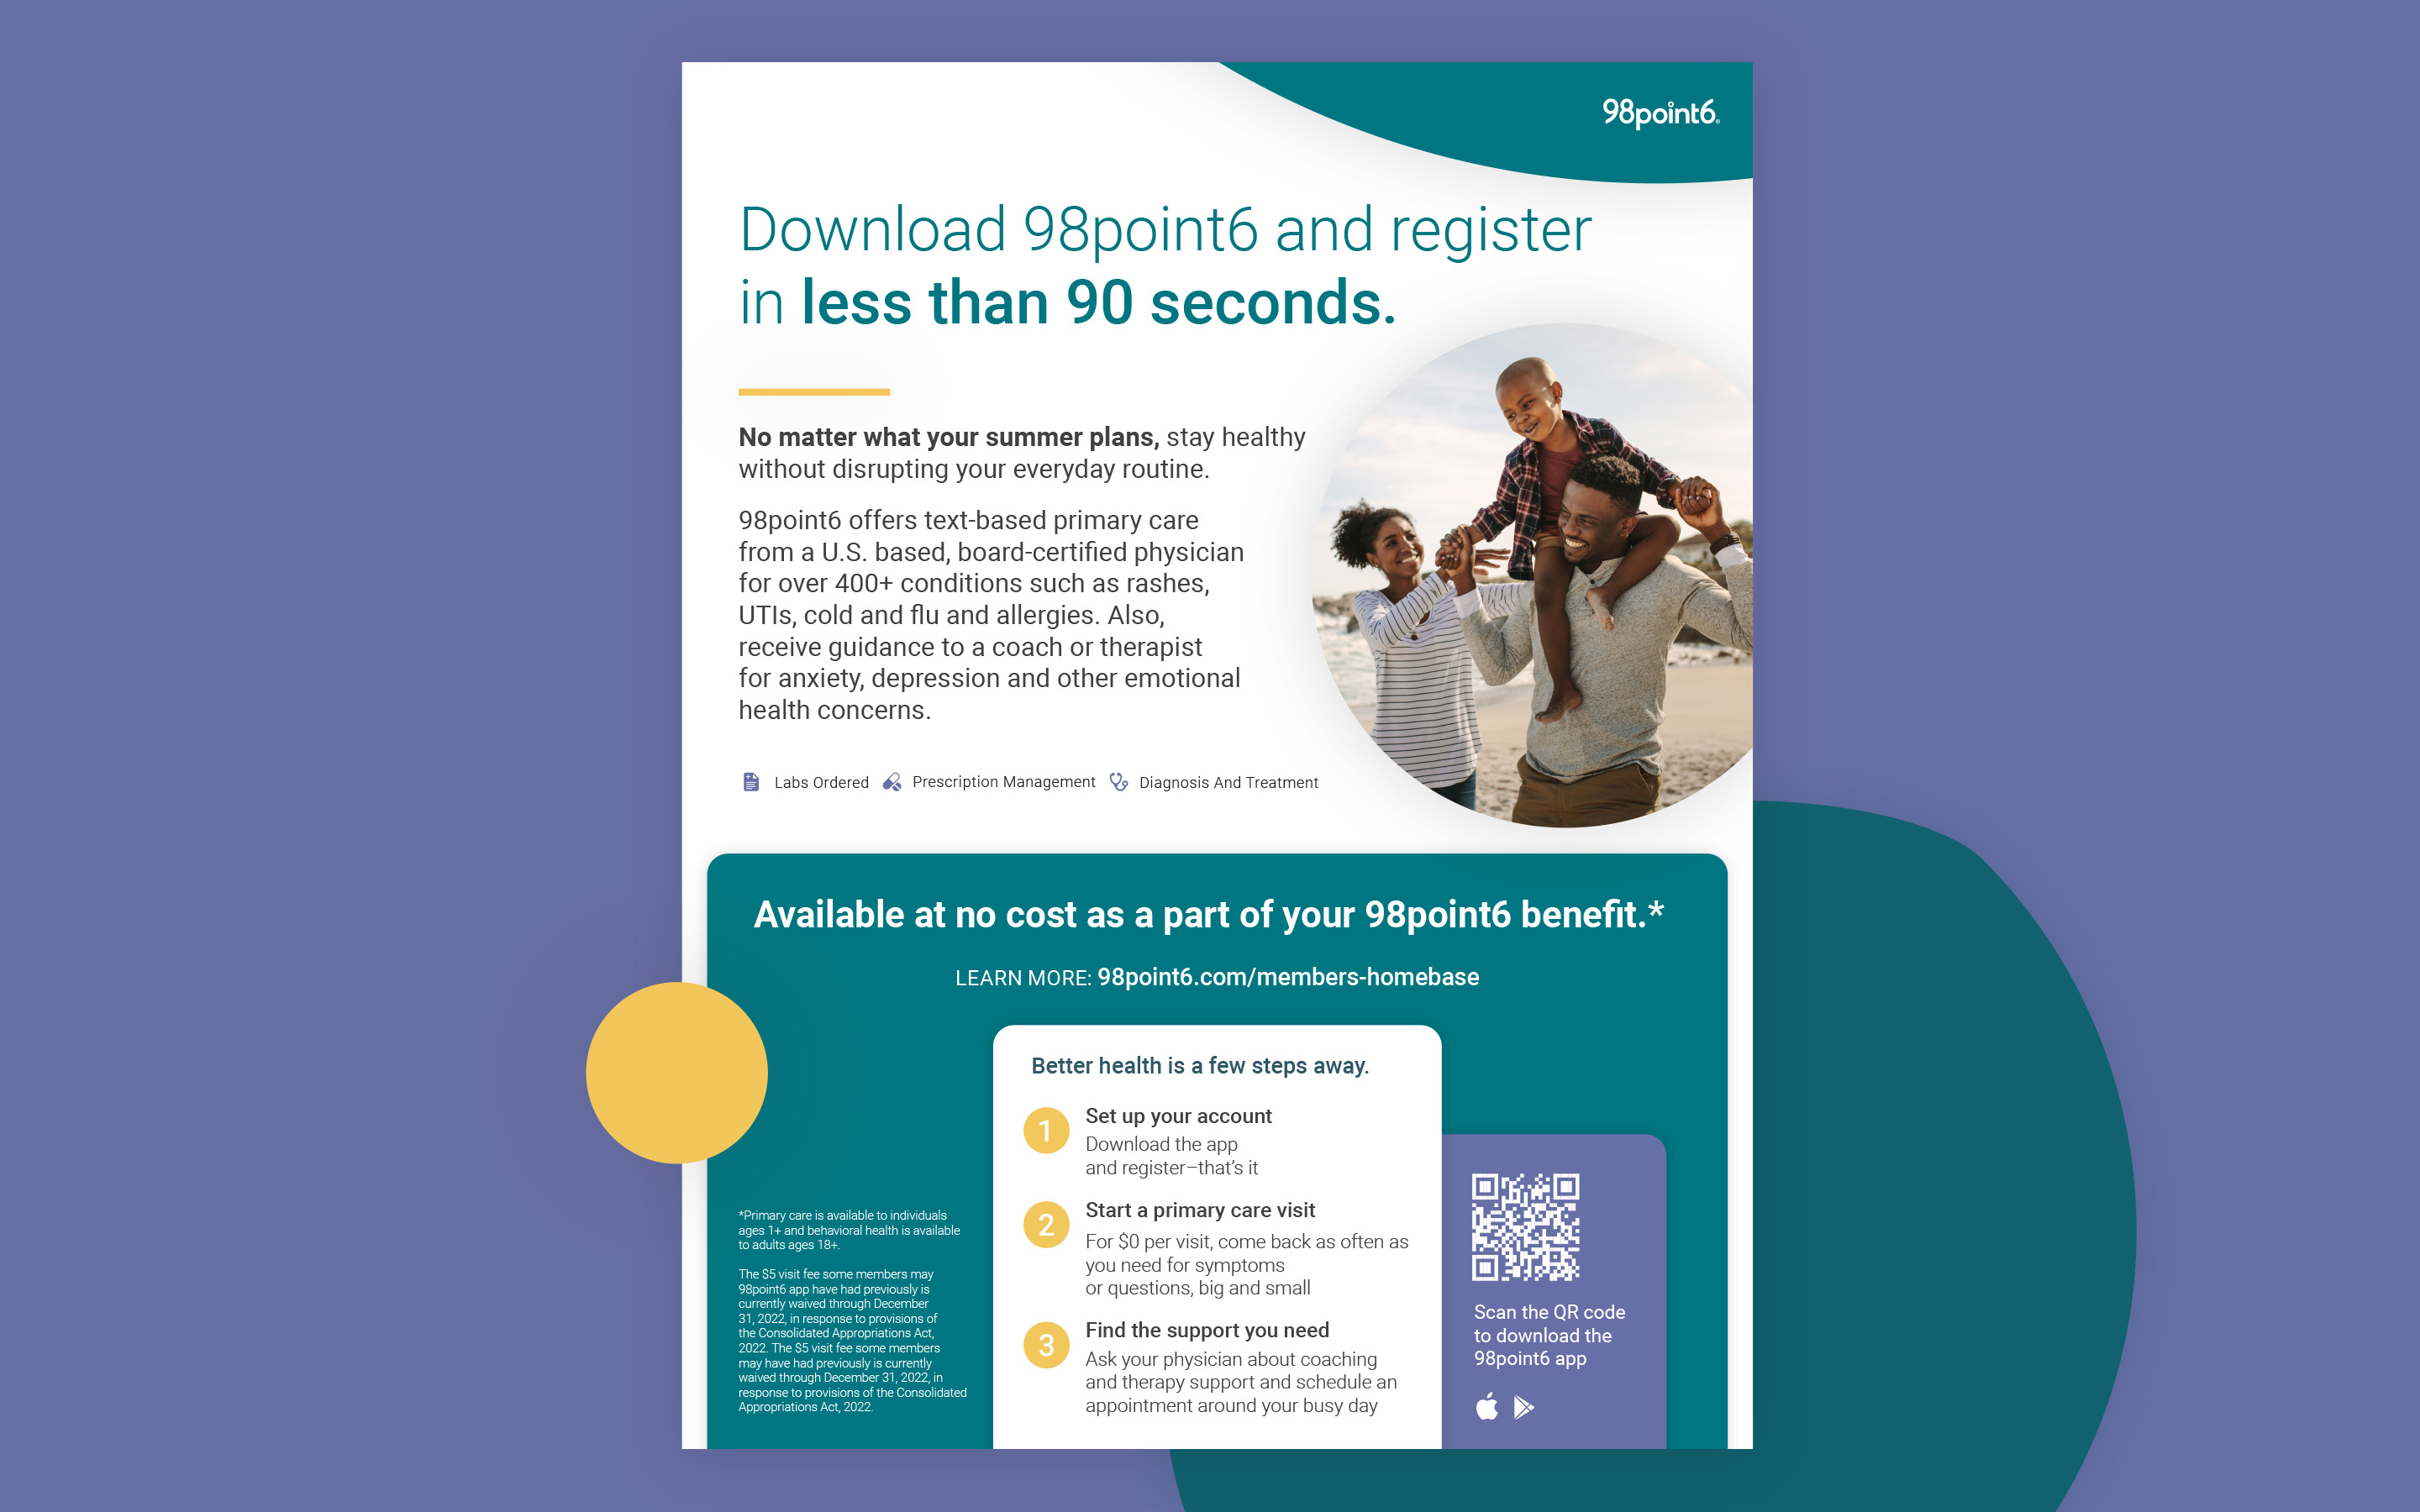 98point6®
Download 98point6 and register
in less than 90 seconds.
No matter what your summer plans, stay healthy
without disrupting your everyday routine.
98point6 offers text-based primary care
from a U.S. based, board-certified physician
for over 400+ conditions such as rashes,
UTIs, cold and flu and allergies. Also,
receive guidance to a coach or therapist
for anxiety, depression and other emotional
health concerns.
Labs Ordered Prescription Management Diagnosis And Treatment
Available at no cost as a part of your 98point6 benefit.*
LEARN MORE: 98point6.com/members-homebase
*Primary care is available to individuals
ages 1+ and behavioral health is available
to adults ages 18+.
The $5 visit fee some members may
98point6 app have had previously is
currently waived through December
31, 2022, in response to provisions of
the Consolidated Appropriations Act,
2022. The $5 visit fee some members
may have had previously is currently
waived through December 31, 2022, in
response to provisions of the Consolidated
Appropriations Act, 2022.
Better health is a few steps away.
1 Set up your account
Download the app
and register–that's it
2 Start a primary care visit
For $0 per visit, come back as often as
you need for symptoms
or questions, big and small
3 Find the support you need
Ask your physician about coaching
and therapy support and schedule an
appointment around your busy day
Scan the QR code
to download the
98point6 app